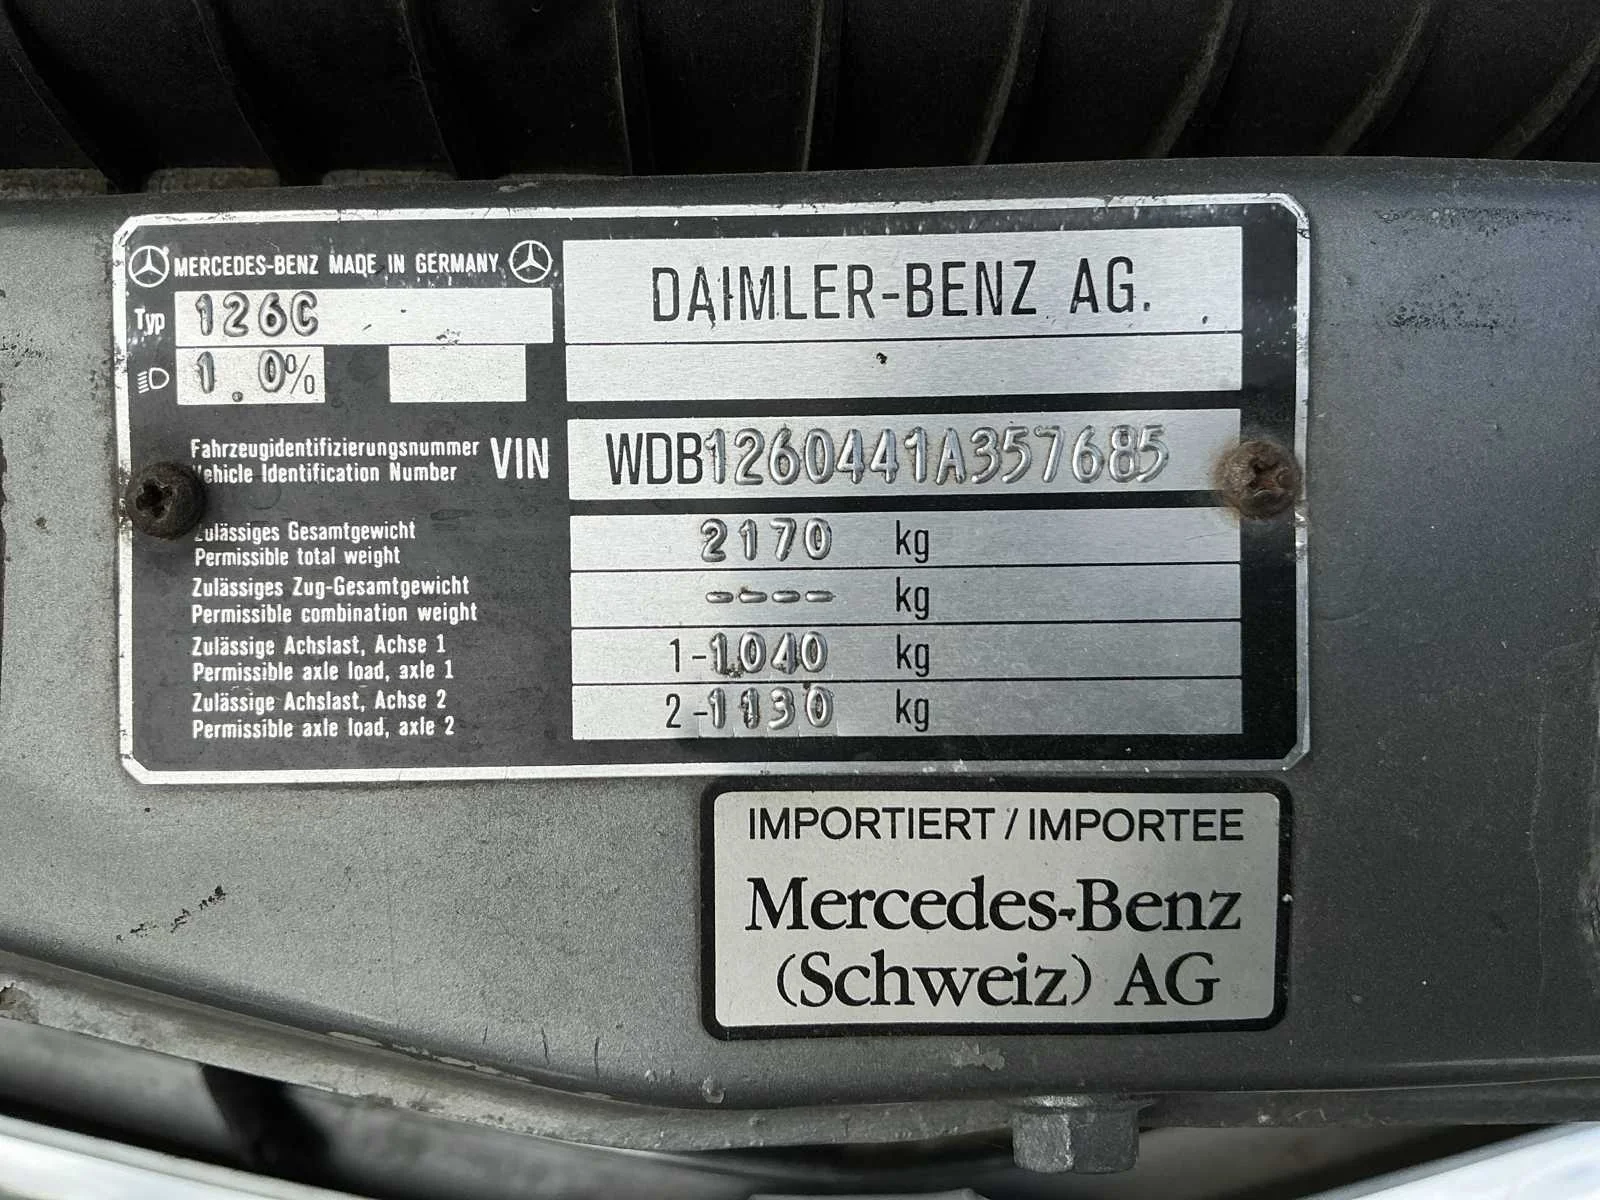 MERCEDES-BENZ MADE IN GERMANY
Typ 126C
1.0%
DAIMLER-BENZ AG.
Fahrzeugidentifizierungsnummer
Vehicle Identification Number
VIN WDB1260441A357685
Zulässiges Gesamtgewicht
Permissible total weight
2170 kg
Zulässiges Zug-Gesamtgewicht
Permissible combination weight
---- kg
Zulässige Achslast, Achse 1
Permissible axle load, axle 1
1-1040 kg
Zulässige Achslast, Achse 2
Permissible axle load, axle 2
2-1130 kg
IMPORTIERT / IMPORTEE
Mercedes-Benz
(Schweiz) AG